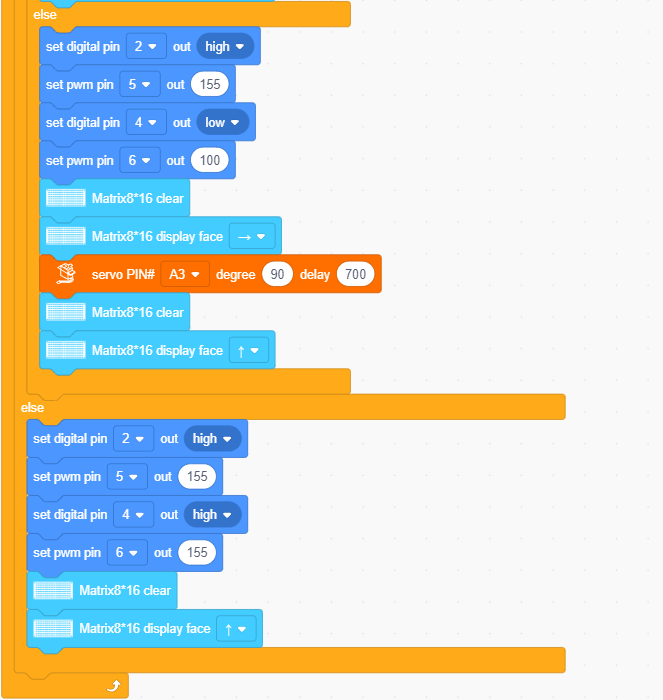 else
set digital pin 2 out high
set pwm pin 5 out 155
set digital pin 4 out low
set pwm pin 6 out 100
Matrix8*16 clear
Matrix8*16 display face →
servo PIN# A3 degree 90 delay 700
Matrix8*16 clear
Matrix8*16 display face ↑
else
set digital pin 2 out high
set pwm pin 5 out 155
set digital pin 4 out high
set pwm pin 6 out 155
Matrix8*16 clear
Matrix8*16 display face ↑